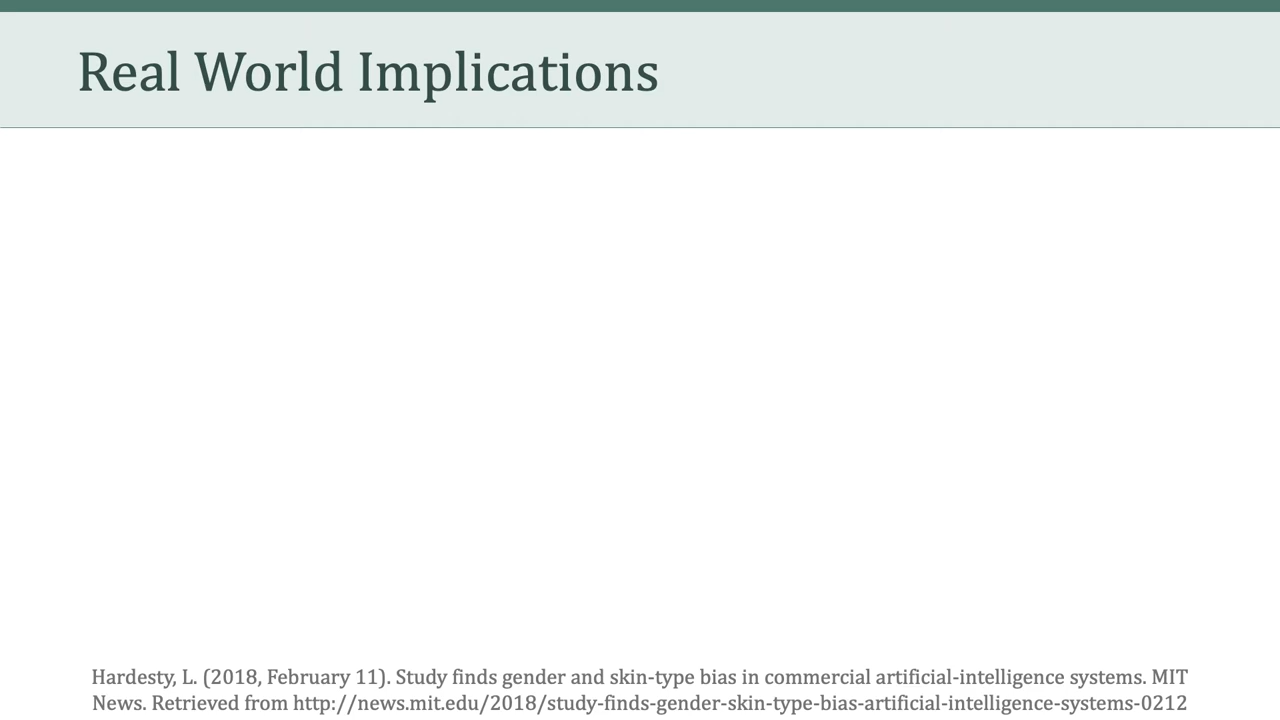 Real World Implications
Hardesty, L. (2018, February 11). Study finds gender and skin-type bias in commercial artificial-intelligence systems. MIT
News. Retrieved from http://news.mit.edu/2018/study-finds-gender-skin-type-bias-artificial-intelligence-systems-0212